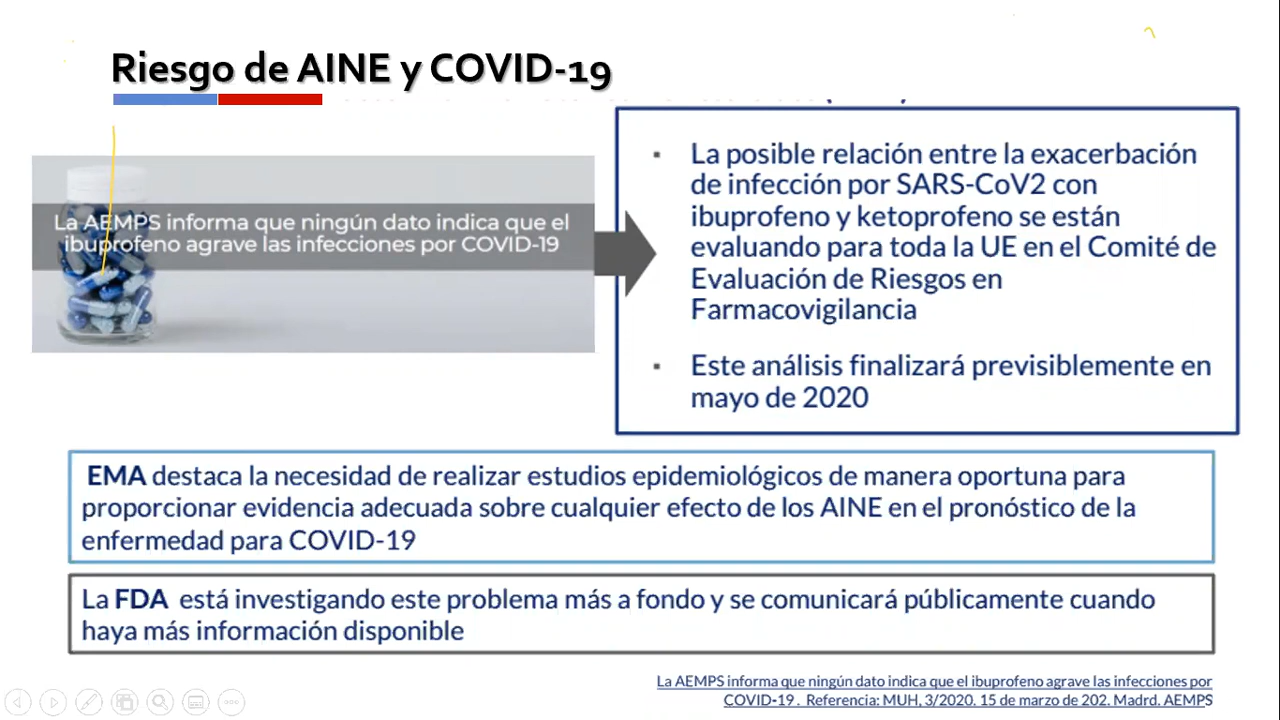 Riesgo de AINE y COVID-19
La AEMPS informa que ningún dato indica que el
ibuprofeno agrave las infecciones por COVID-19
▪ La posible relación entre la exacerbación
de infección por SARS-CoV2 con
ibuprofeno y ketoprofeno se están
evaluando para toda la UE en el Comité de
Evaluación de Riesgos en
Farmacovigilancia
▪ Este análisis finalizará previsiblemente en
mayo de 2020
EMA destaca la necesidad de realizar estudios epidemiológicos de manera oportuna para
proporcionar evidencia adecuada sobre cualquier efecto de los AINE en el pronóstico de la
enfermedad para COVID-19
La FDA está investigando este problema más a fondo y se comunicará públicamente cuando
haya más información disponible
La AEMPS informa que ningún dato indica que el ibuprofeno agrave las infecciones por
COVID-19 . Referencia: MUH, 3/2020. 15 de marzo de 202. Madrd. AEMPS